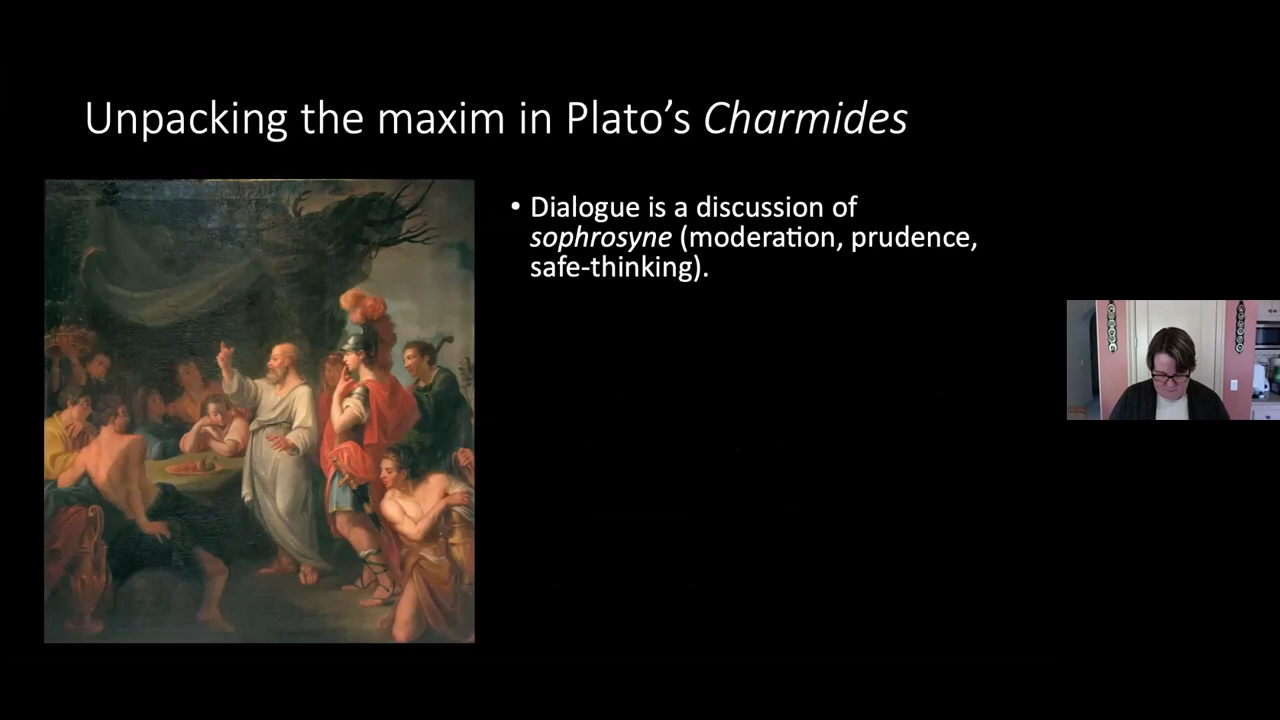 Unpacking the maxim in Plato’s Charmides
• Dialogue is a discussion of
sophrosyne (moderation, prudence,
safe-thinking).